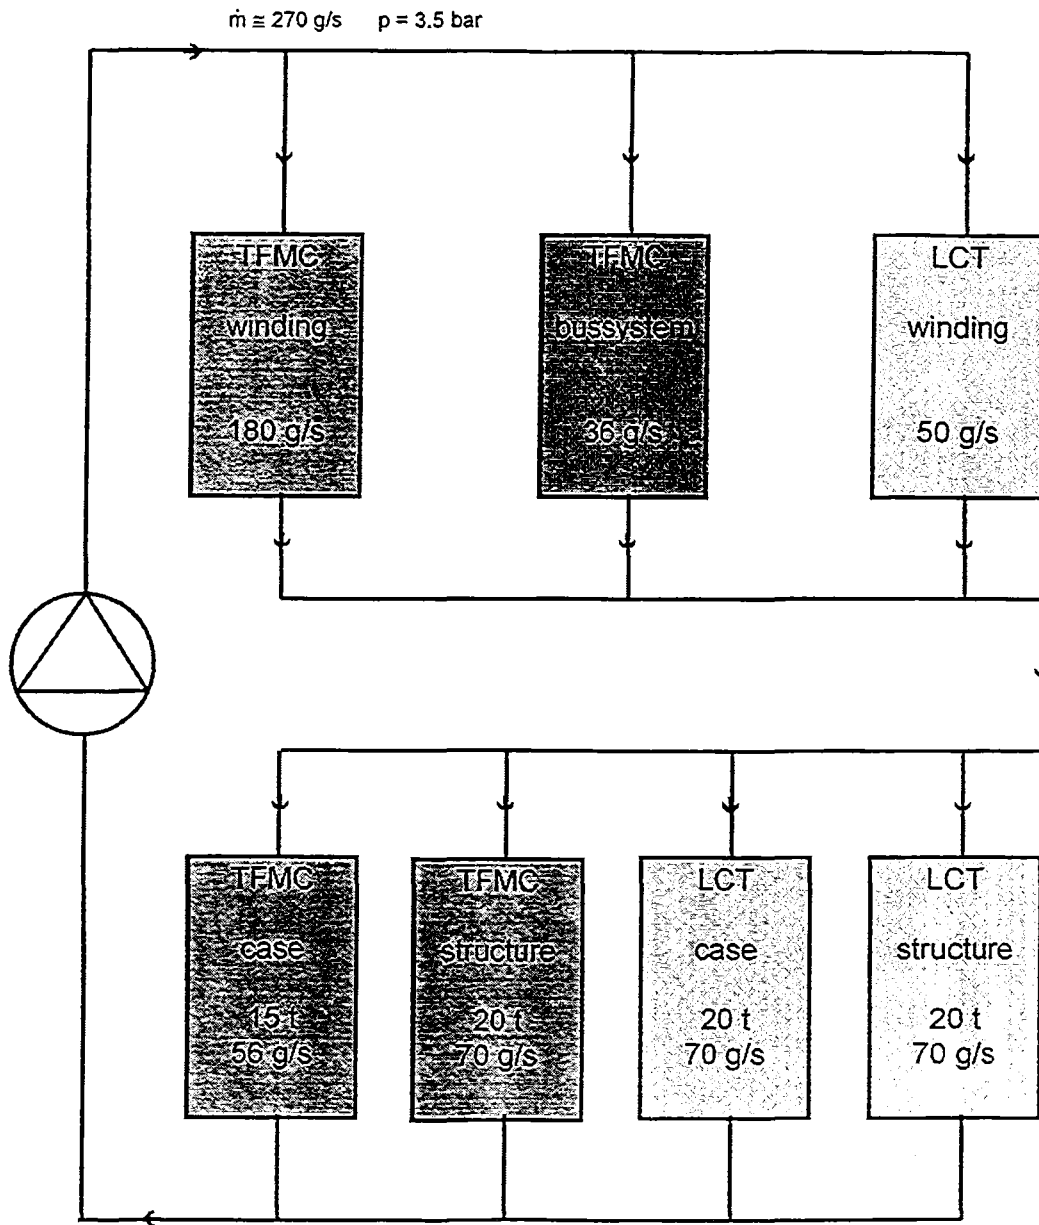 ṁ ≅ 270 g/s p = 3.5 bar
TFMC
winding
180 g/s
TFMC
bussystem
36 g/s
LCT
winding
50 g/s
TFMC
case
15 t
56 g/s
TFMC
structure
20 t
70 g/s
LCT
case
20 t
70 g/s
LCT
structure
20 t
70 g/s